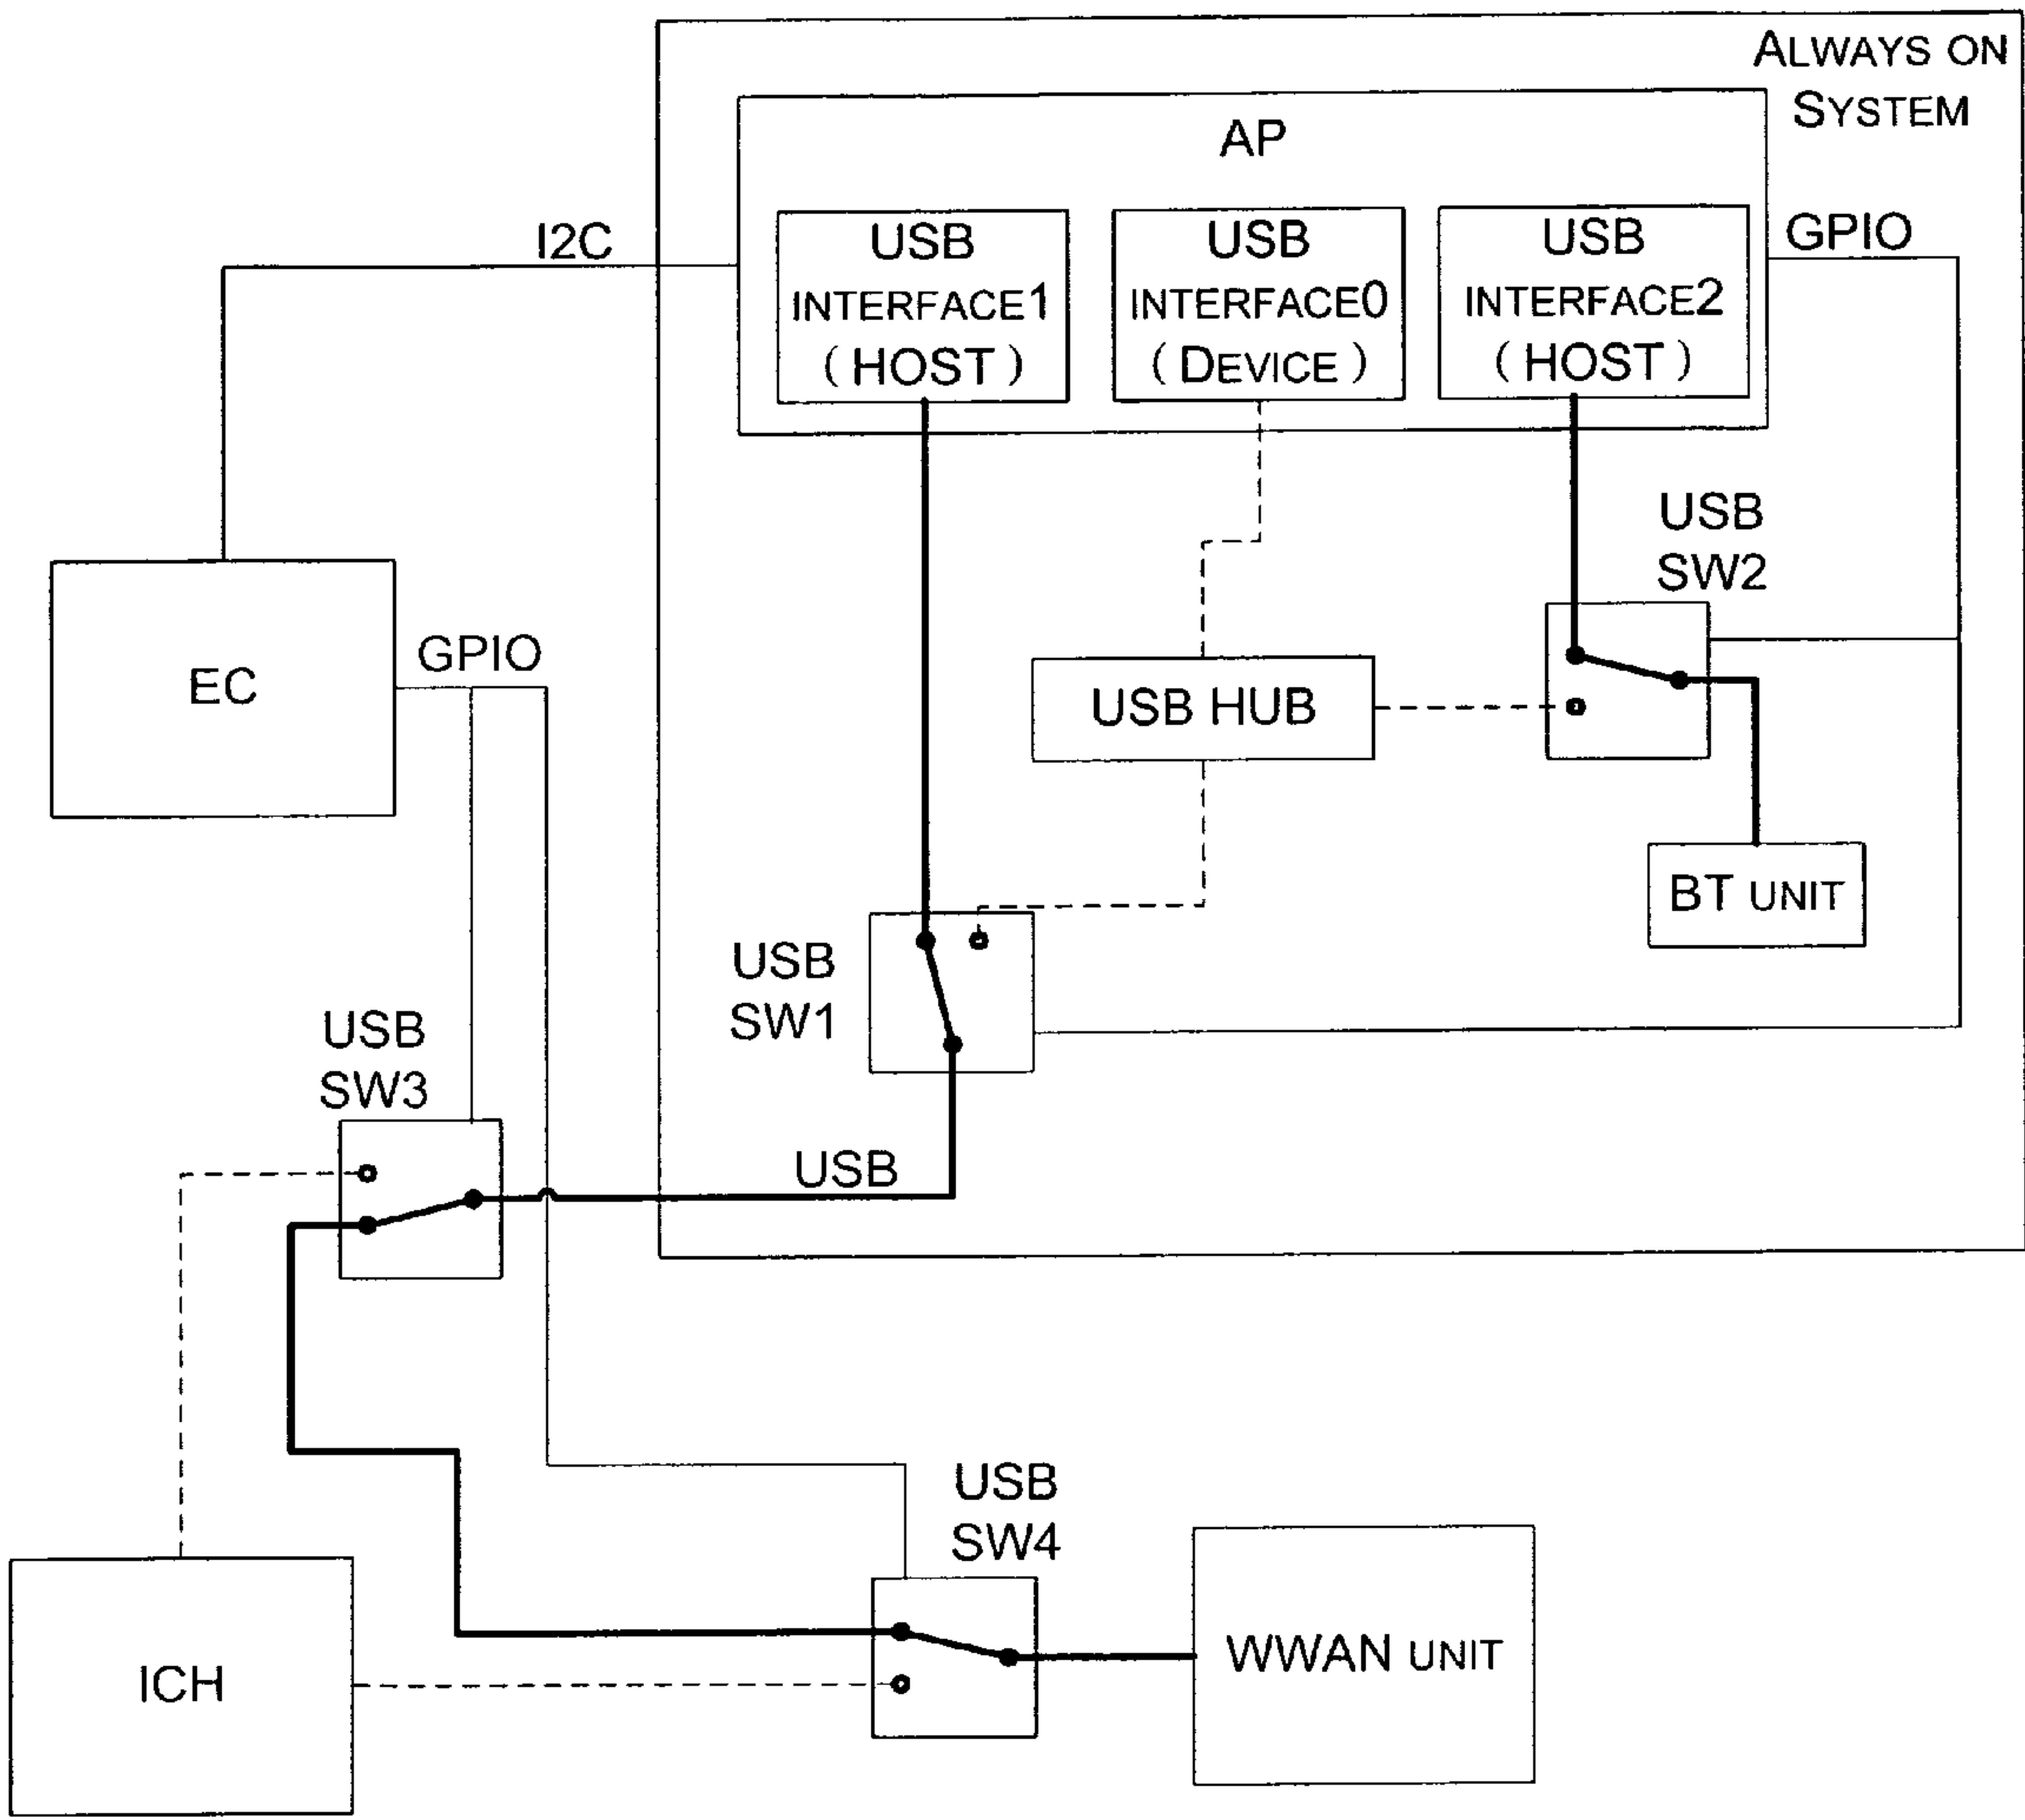 ALWAYS ON
SYSTEM
AP
I2C
USB
INTERFACE1
(HOST)
USB
INTERFACE0
(DEVICE)
USB
INTERFACE2
(HOST)
GPIO
USB
SW2
EC
GPIO
USB HUB
BT UNIT
USB
SW1
USB
SW3
USB
USB
SW4
ICH
WWAN UNIT